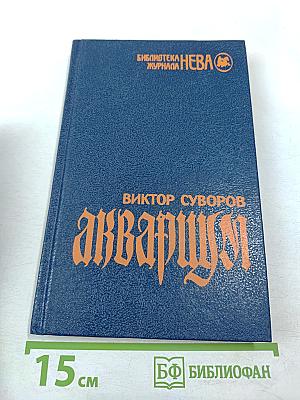 БИБЛИОТЕКА
ЖУРНАЛА НЕВА
ВИКТОР СУВОРОВ
аквариум
15 см
БФ БИБЛИОФАН